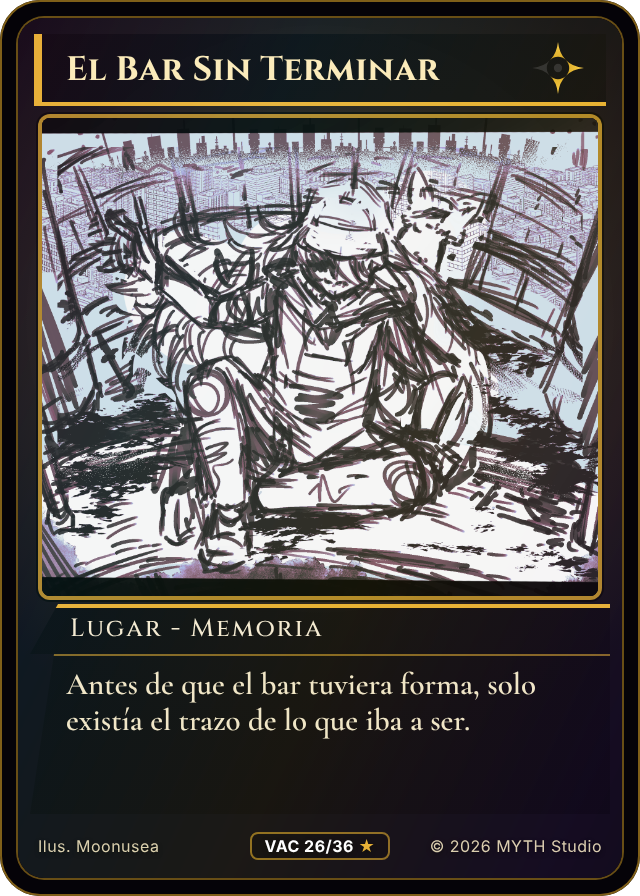 El Bar Sin Terminar
Lugar - Memoria
Antes de que el bar tuviera forma, solo
existía el trazo de lo que iba a ser.
Ilus. Moonusea
VAC 26/36 ★
© 2026 MYTH Studio